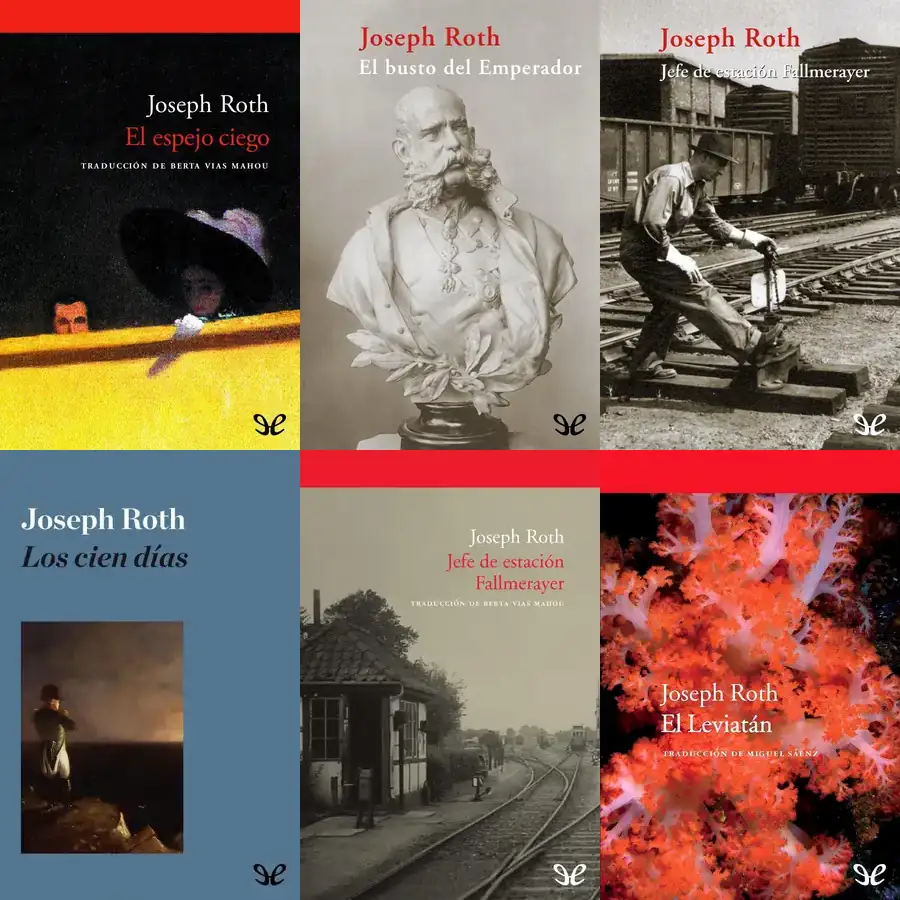 Joseph Roth
El espejo ciego
TRADUCCIÓN DE BERTA VIAS MAHOU
Joseph Roth
El busto del Emperador
Joseph Roth
Jefe de estación Fallmerayer
Joseph Roth
Los cien días
Joseph Roth
Jefe de estación
Fallmerayer
TRADUCCIÓN DE BERTA VIAS MAHOU
Joseph Roth
El Leviatán
TRADUCCIÓN DE MIGUEL SÁENZ